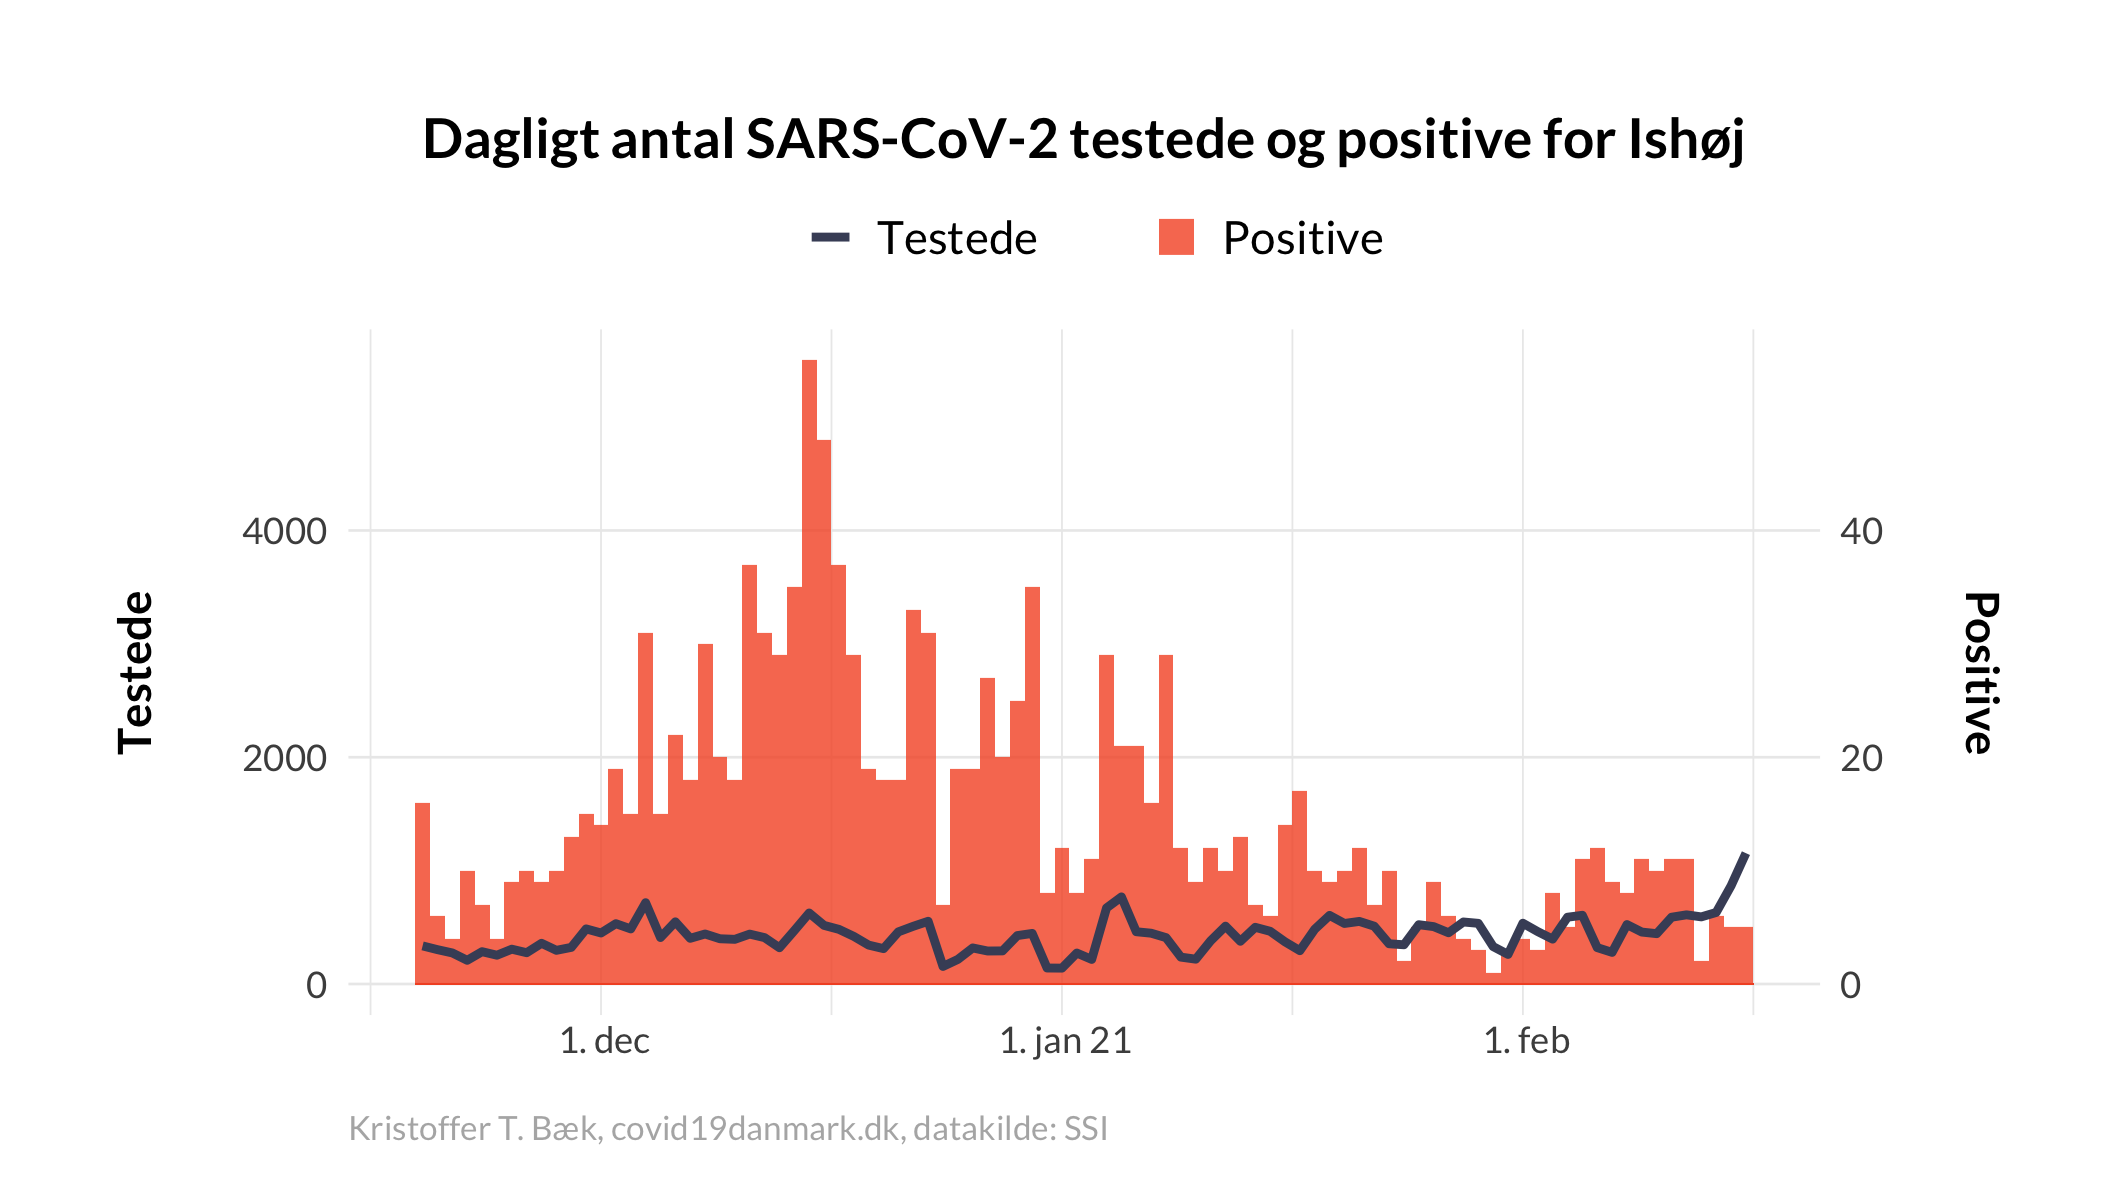 Dagligt antal SARS-CoV-2 testede og positive for Ishøj
Testede
Positive
4000
2000
0
Testede
40
20
0
Positive
1. dec
1. jan 21
1. feb
Kristoffer T. Bæk, covid19danmark.dk, datakilde: SSI